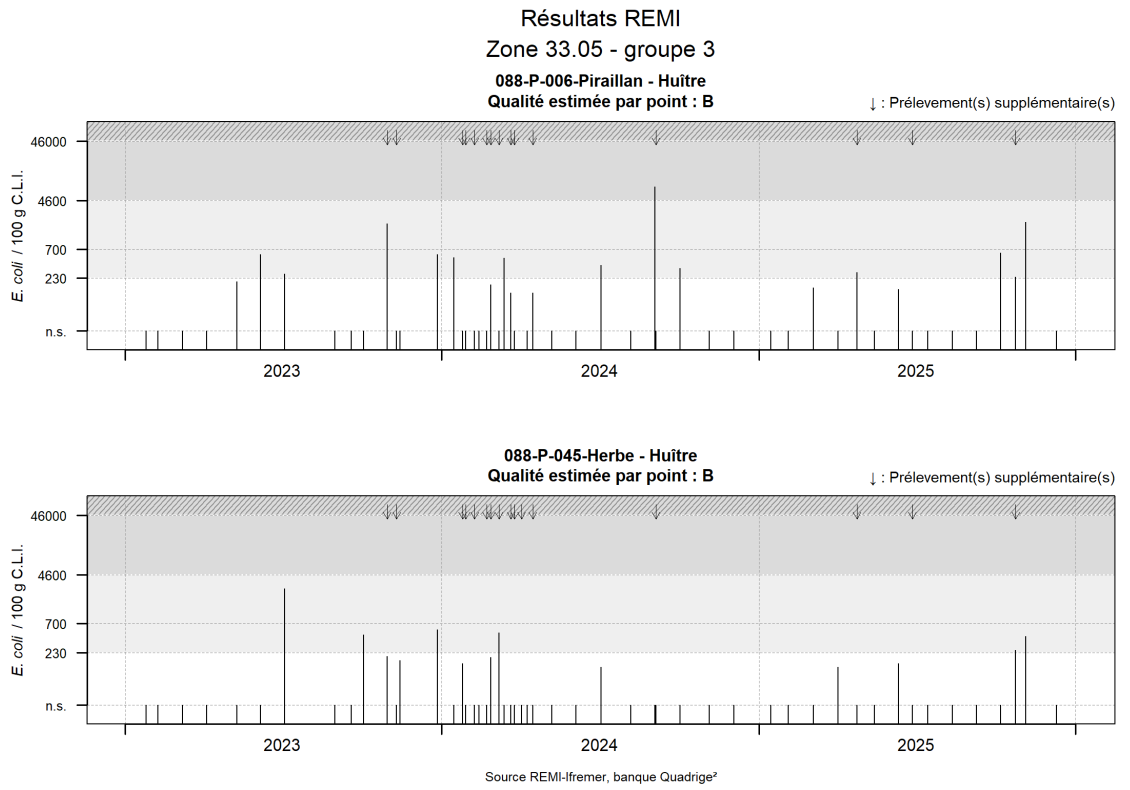 Résultats REMI
Zone 33.05 - groupe 3
088-P-006-Piraillan - Huître
Qualité estimée par point : B
↓ : Prélevement(s) supplémentaire(s)
E. coli / 100 g C.L.I.
46000
4600
700
230
n.s.
2023 2024 2025
088-P-045-Herbe - Huître
Qualité estimée par point : B
↓ : Prélevement(s) supplémentaire(s)
E. coli / 100 g C.L.I.
46000
4600
700
230
n.s.
2023 2024 2025
Source REMI-Ifremer, banque Quadrige²